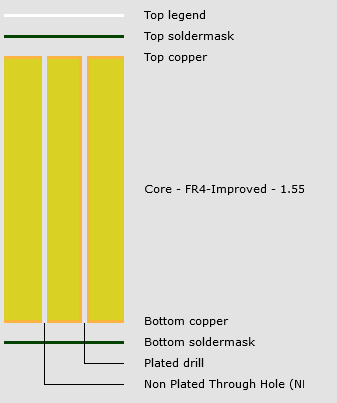 Top legend
Top soldermask
Top copper
Core - FR4-Improved - 1.55
Bottom copper
Bottom soldermask
Plated drill
Non Plated Through Hole (NI